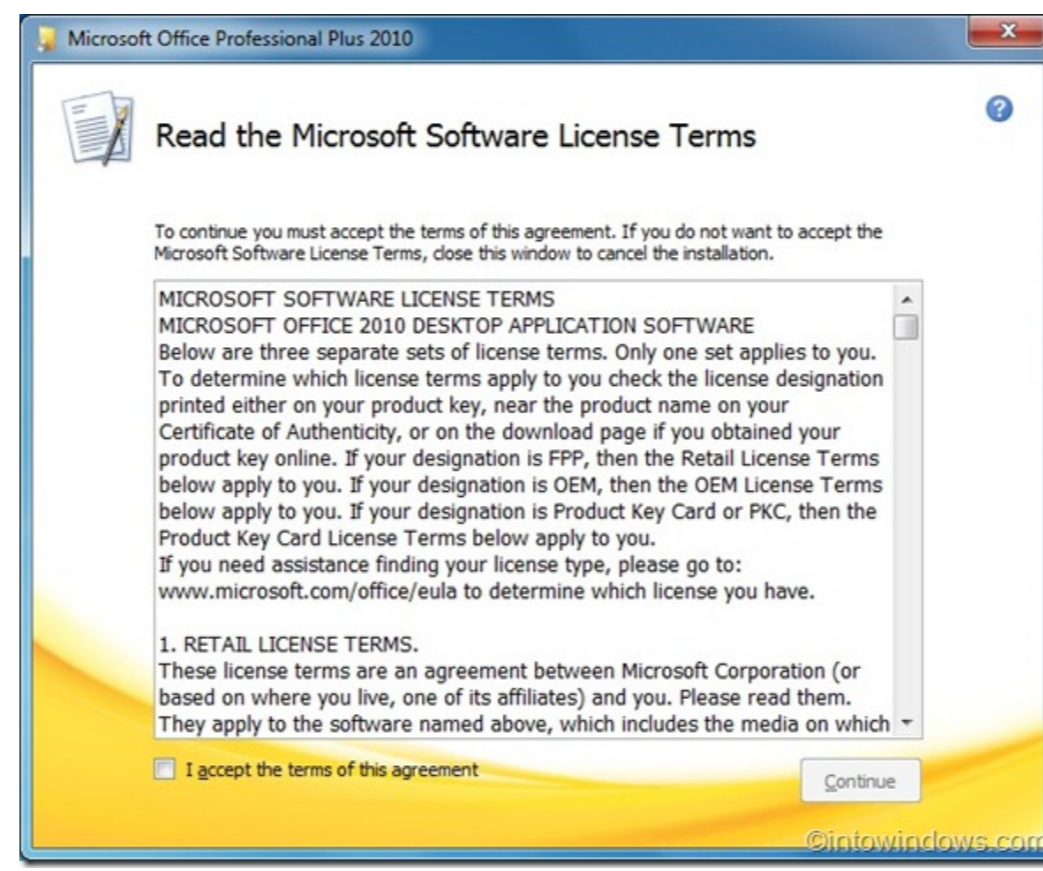 Microsoft Office Professional Plus 2010
Read the Microsoft Software License Terms
To continue you must accept the terms of this agreement. If you do not want to accept the
Microsoft Software License Terms, close this window to cancel the installation.
MICROSOFT SOFTWARE LICENSE TERMS
MICROSOFT OFFICE 2010 DESKTOP APPLICATION SOFTWARE
Below are three separate sets of license terms. Only one set applies to you.
To determine which license terms apply to you check the license designation
printed either on your product key, near the product name on your
Certificate of Authenticity, or on the download page if you obtained your
product key online. If your designation is FPP, then the Retail License Terms
below apply to you. If your designation is OEM, then the OEM License Terms
below apply to you. If your designation is Product Key Card or PKC, then the
Product Key Card License Terms below apply to you.
If you need assistance finding your license type, please go to:
www.microsoft.com/office/eula to determine which license you have.
1. RETAIL LICENSE TERMS.
These license terms are an agreement between Microsoft Corporation (or
based on where you live, one of its affiliates) and you. Please read them.
They apply to the software named above, which includes the media on which
I accept the terms of this agreement
Continue
©intowindows.com